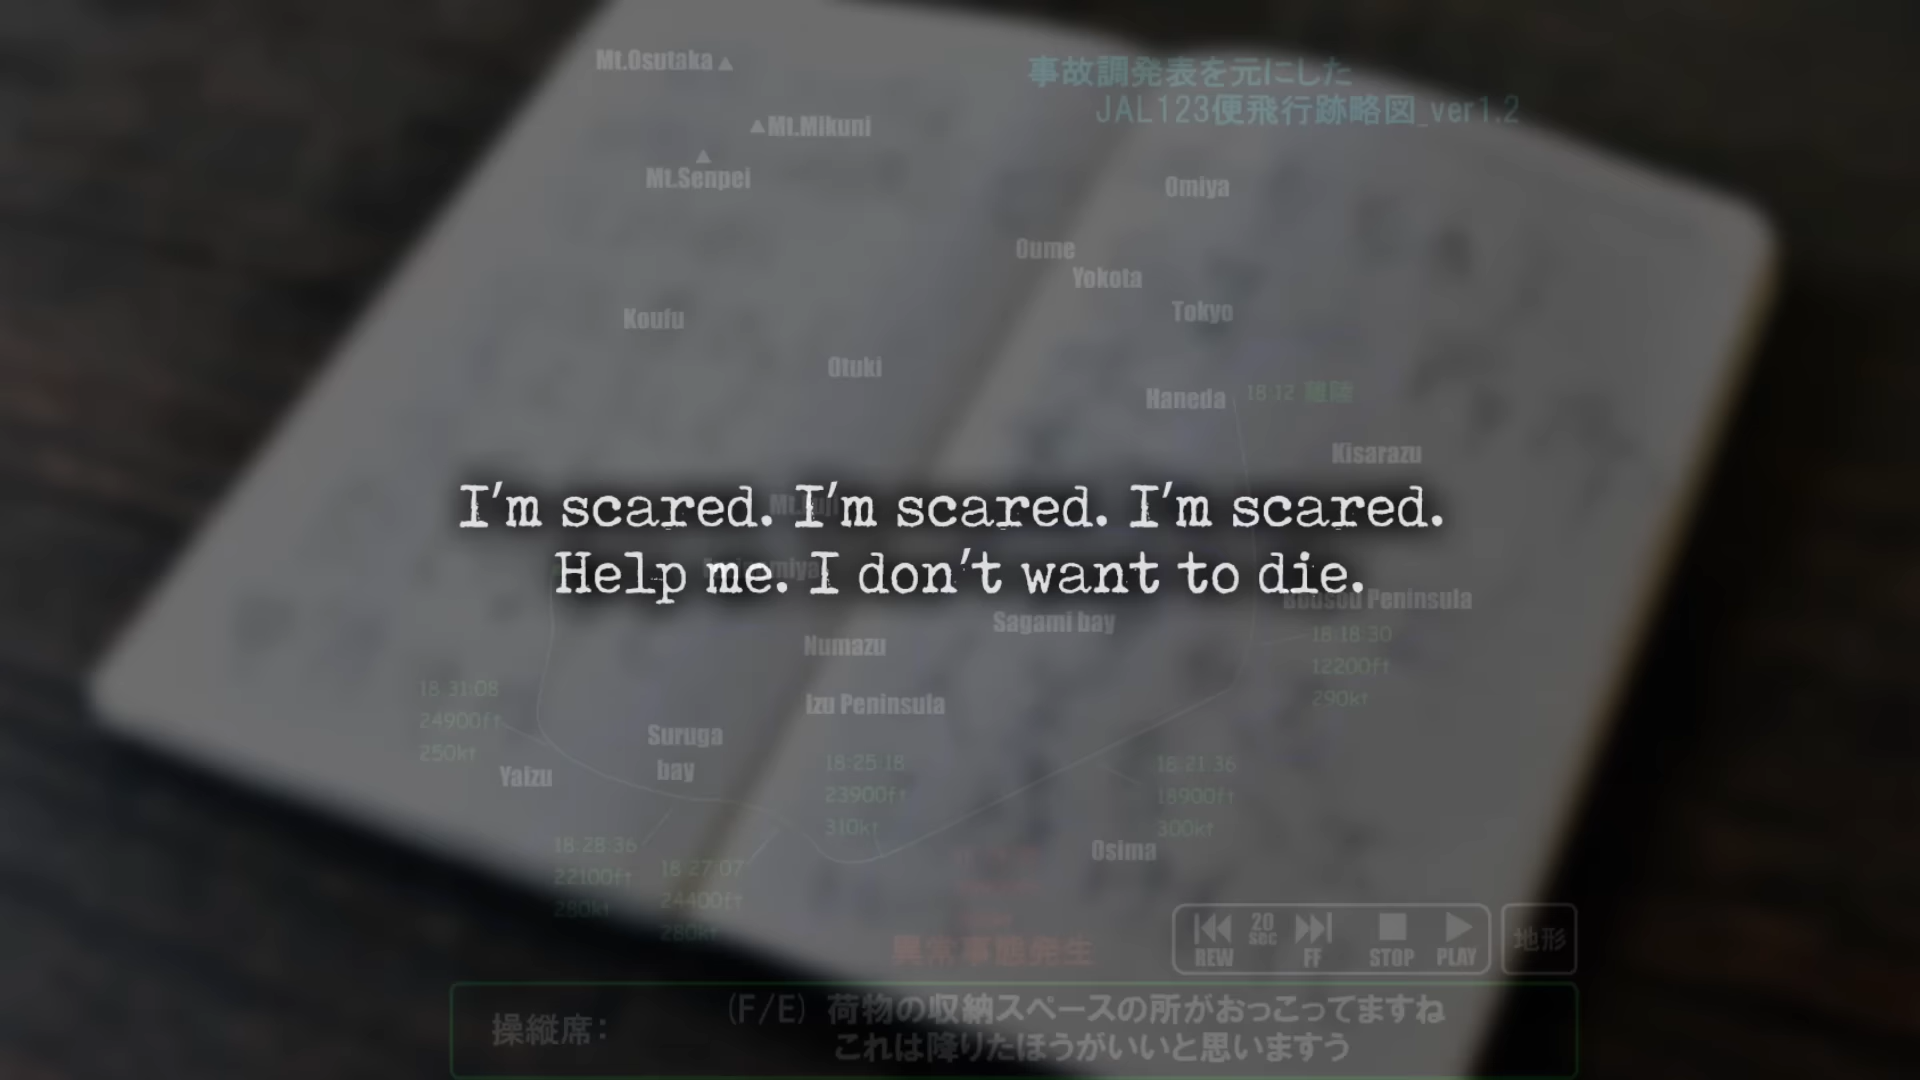 Mt.Osutaka▲
事故調発表を元にした
JAL123便飛行跡略図_ver1.2
▲Mt.Mikuni
▲
Mt.Senpei
Omiya
Oume
Yokota
Tokyo
Koufu
Otuki
Haneda
18:12 離陸
Kisarazu
I'm scared. I'm scared. I'm scared.
Help me. I don't want to die.
Peninsula
Sagami bay
18:18:30
12200ft
290kt
Numazu
Izu Peninsula
18:31:08
24900ft
250kt
Suruga
bay
Yaizu
18:25:18
23900ft
310kt
18:21:36
18900ft
300kt
Osima
18:28:36
22100ft
280kt
18:27:07
24400ft
280kt
異常事態発生
REW
20
sec
FF
STOP
PLAY
地形
操縦席:
(F/E) 荷物の収納スペースの所がおっこってますね
これは降りたほうがいいと思いますう